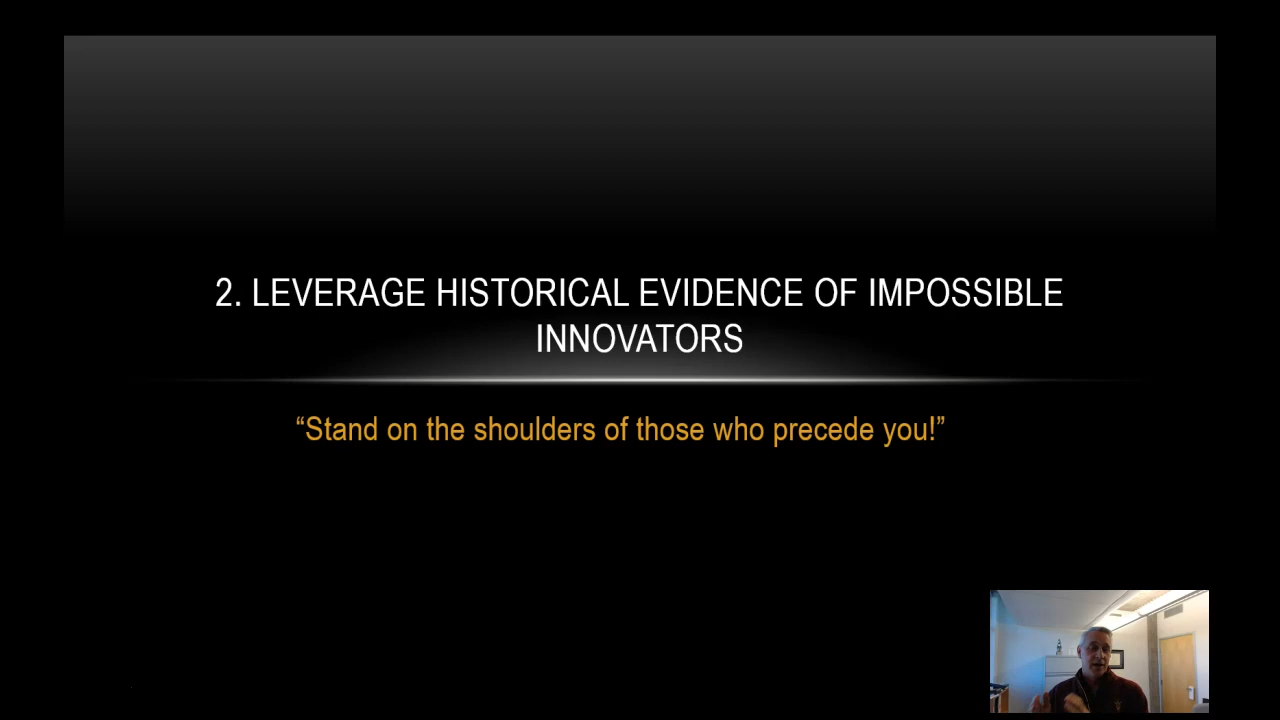 2. LEVERAGE HISTORICAL EVIDENCE OF IMPOSSIBLE
INNOVATORS
“Stand on the shoulders of those who precede you!”